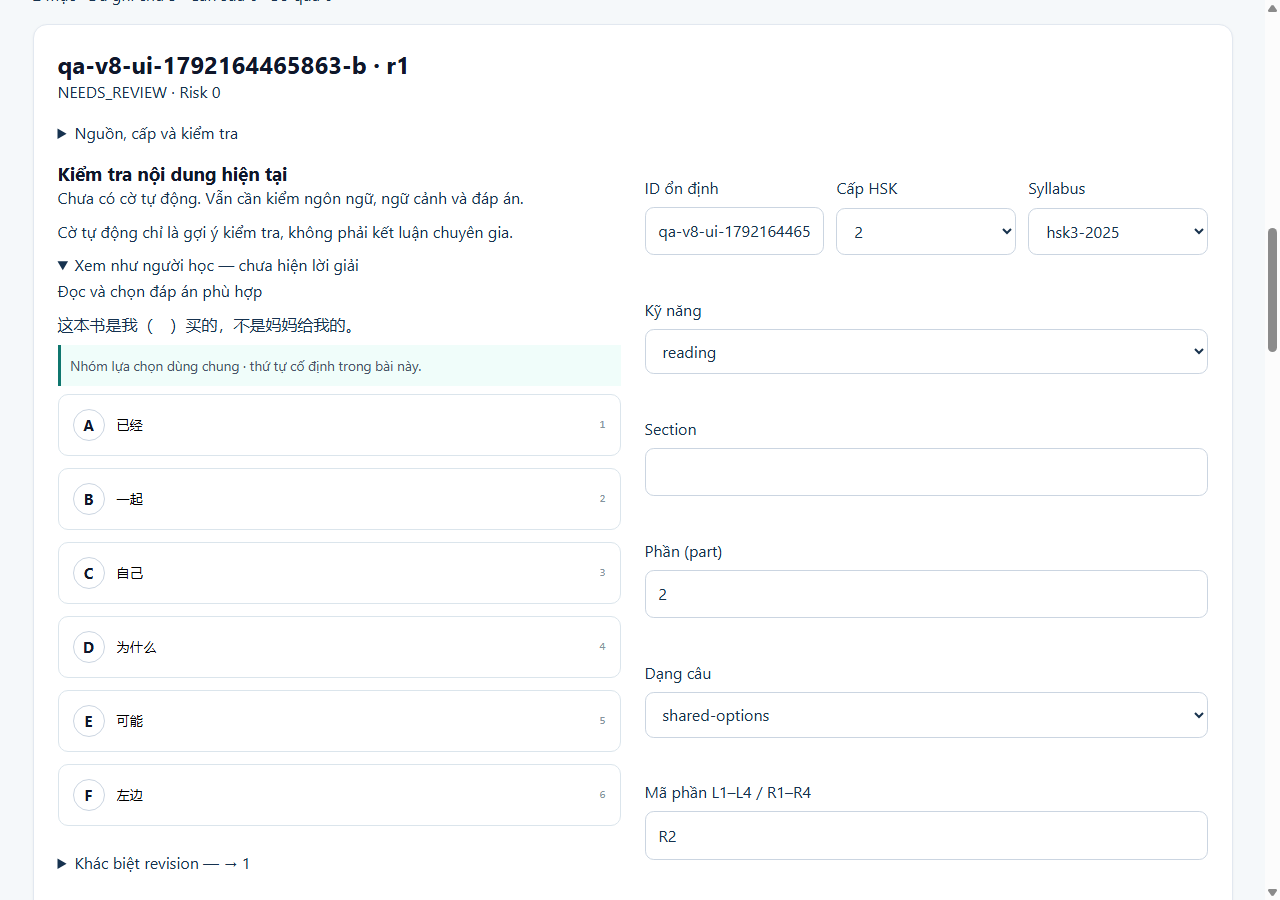 qa-v8-ui-1792164465863-b · r1
NEEDS_REVIEW · Risk 0
Nguồn, cấp và kiểm tra
Kiểm tra nội dung hiện tại
Chưa có cờ tự động. Vẫn cần kiểm ngôn ngữ, ngữ cảnh và đáp án.
Cờ tự động chỉ là gợi ý kiểm tra, không phải kết luận chuyên gia.
Xem như người học — chưa hiện lời giải
Đọc và chọn đáp án phù hợp
这本书是我（　）买的，不是妈妈给我的。
Nhóm lựa chọn dùng chung · thứ tự cố định trong bài này.
A 已经 1
B 一起 2
C 自己 3
D 为什么 4
E 可能 5
F 左边 6
Khác biệt revision — → 1
ID ổn định
qa-v8-ui-1792164465
Cấp HSK
2
Syllabus
hsk3-2025
Kỹ năng
reading
Section
Phần (part)
2
Dạng câu
shared-options
Mã phần L1–L4 / R1–R4
R2